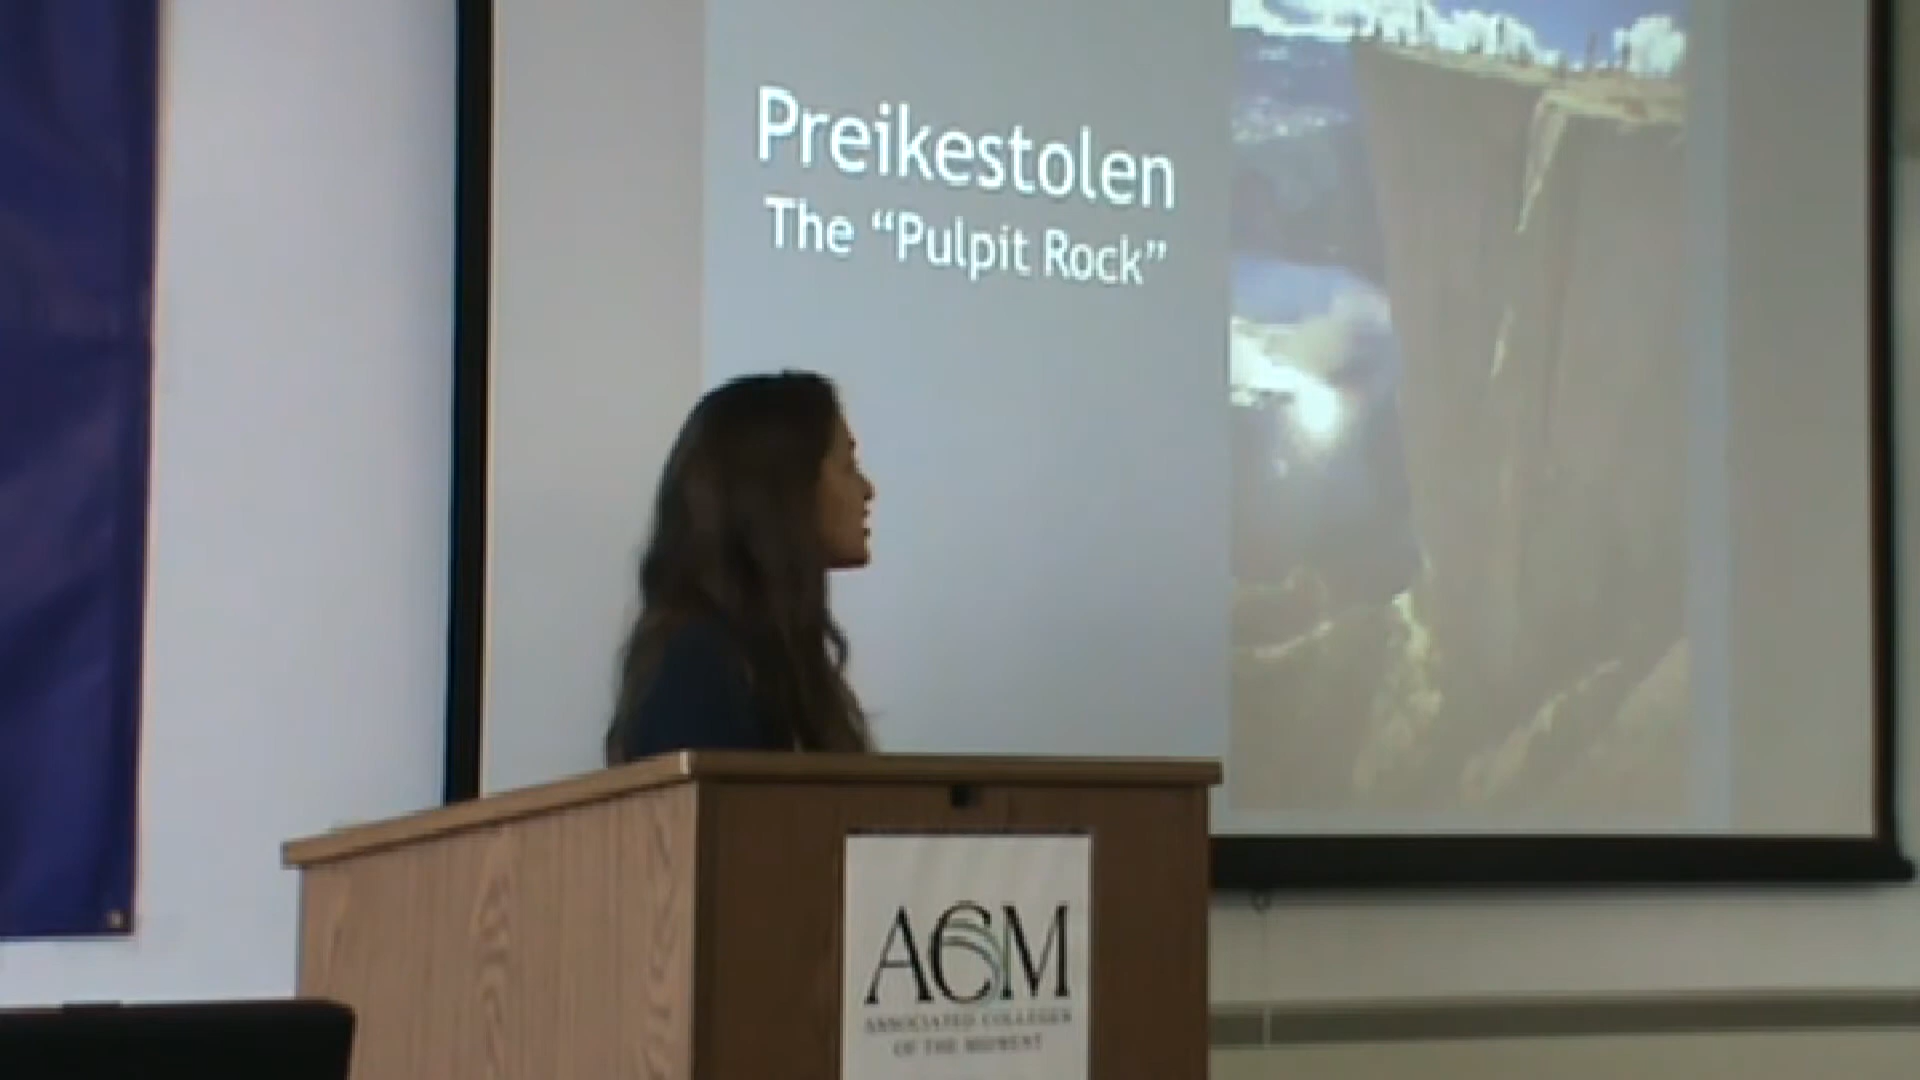 Preikestolen
The “Pulpit Rock”
ACM
ASSOCIATED COLLEGES
OF THE MIDWEST